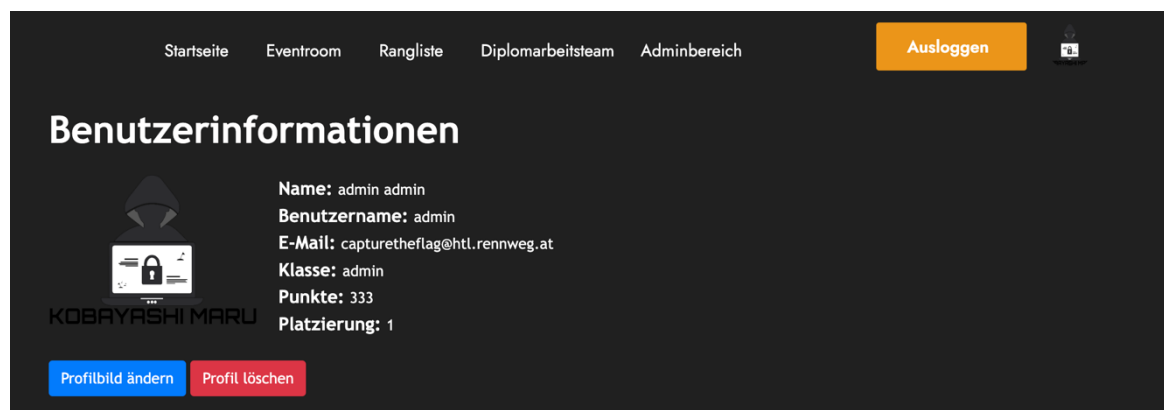 Startseite Eventroom Rangliste Diplomarbeitsteam Adminbereich Ausloggen
Benutzerinformationen
Name: admin admin
Benutzername: admin
E-Mail: capturetheflag@htl.rennweg.at
Klasse: admin
Punkte: 333
Platzierung: 1
KOBAYASHI MARU
Profilbild ändern Profil löschen